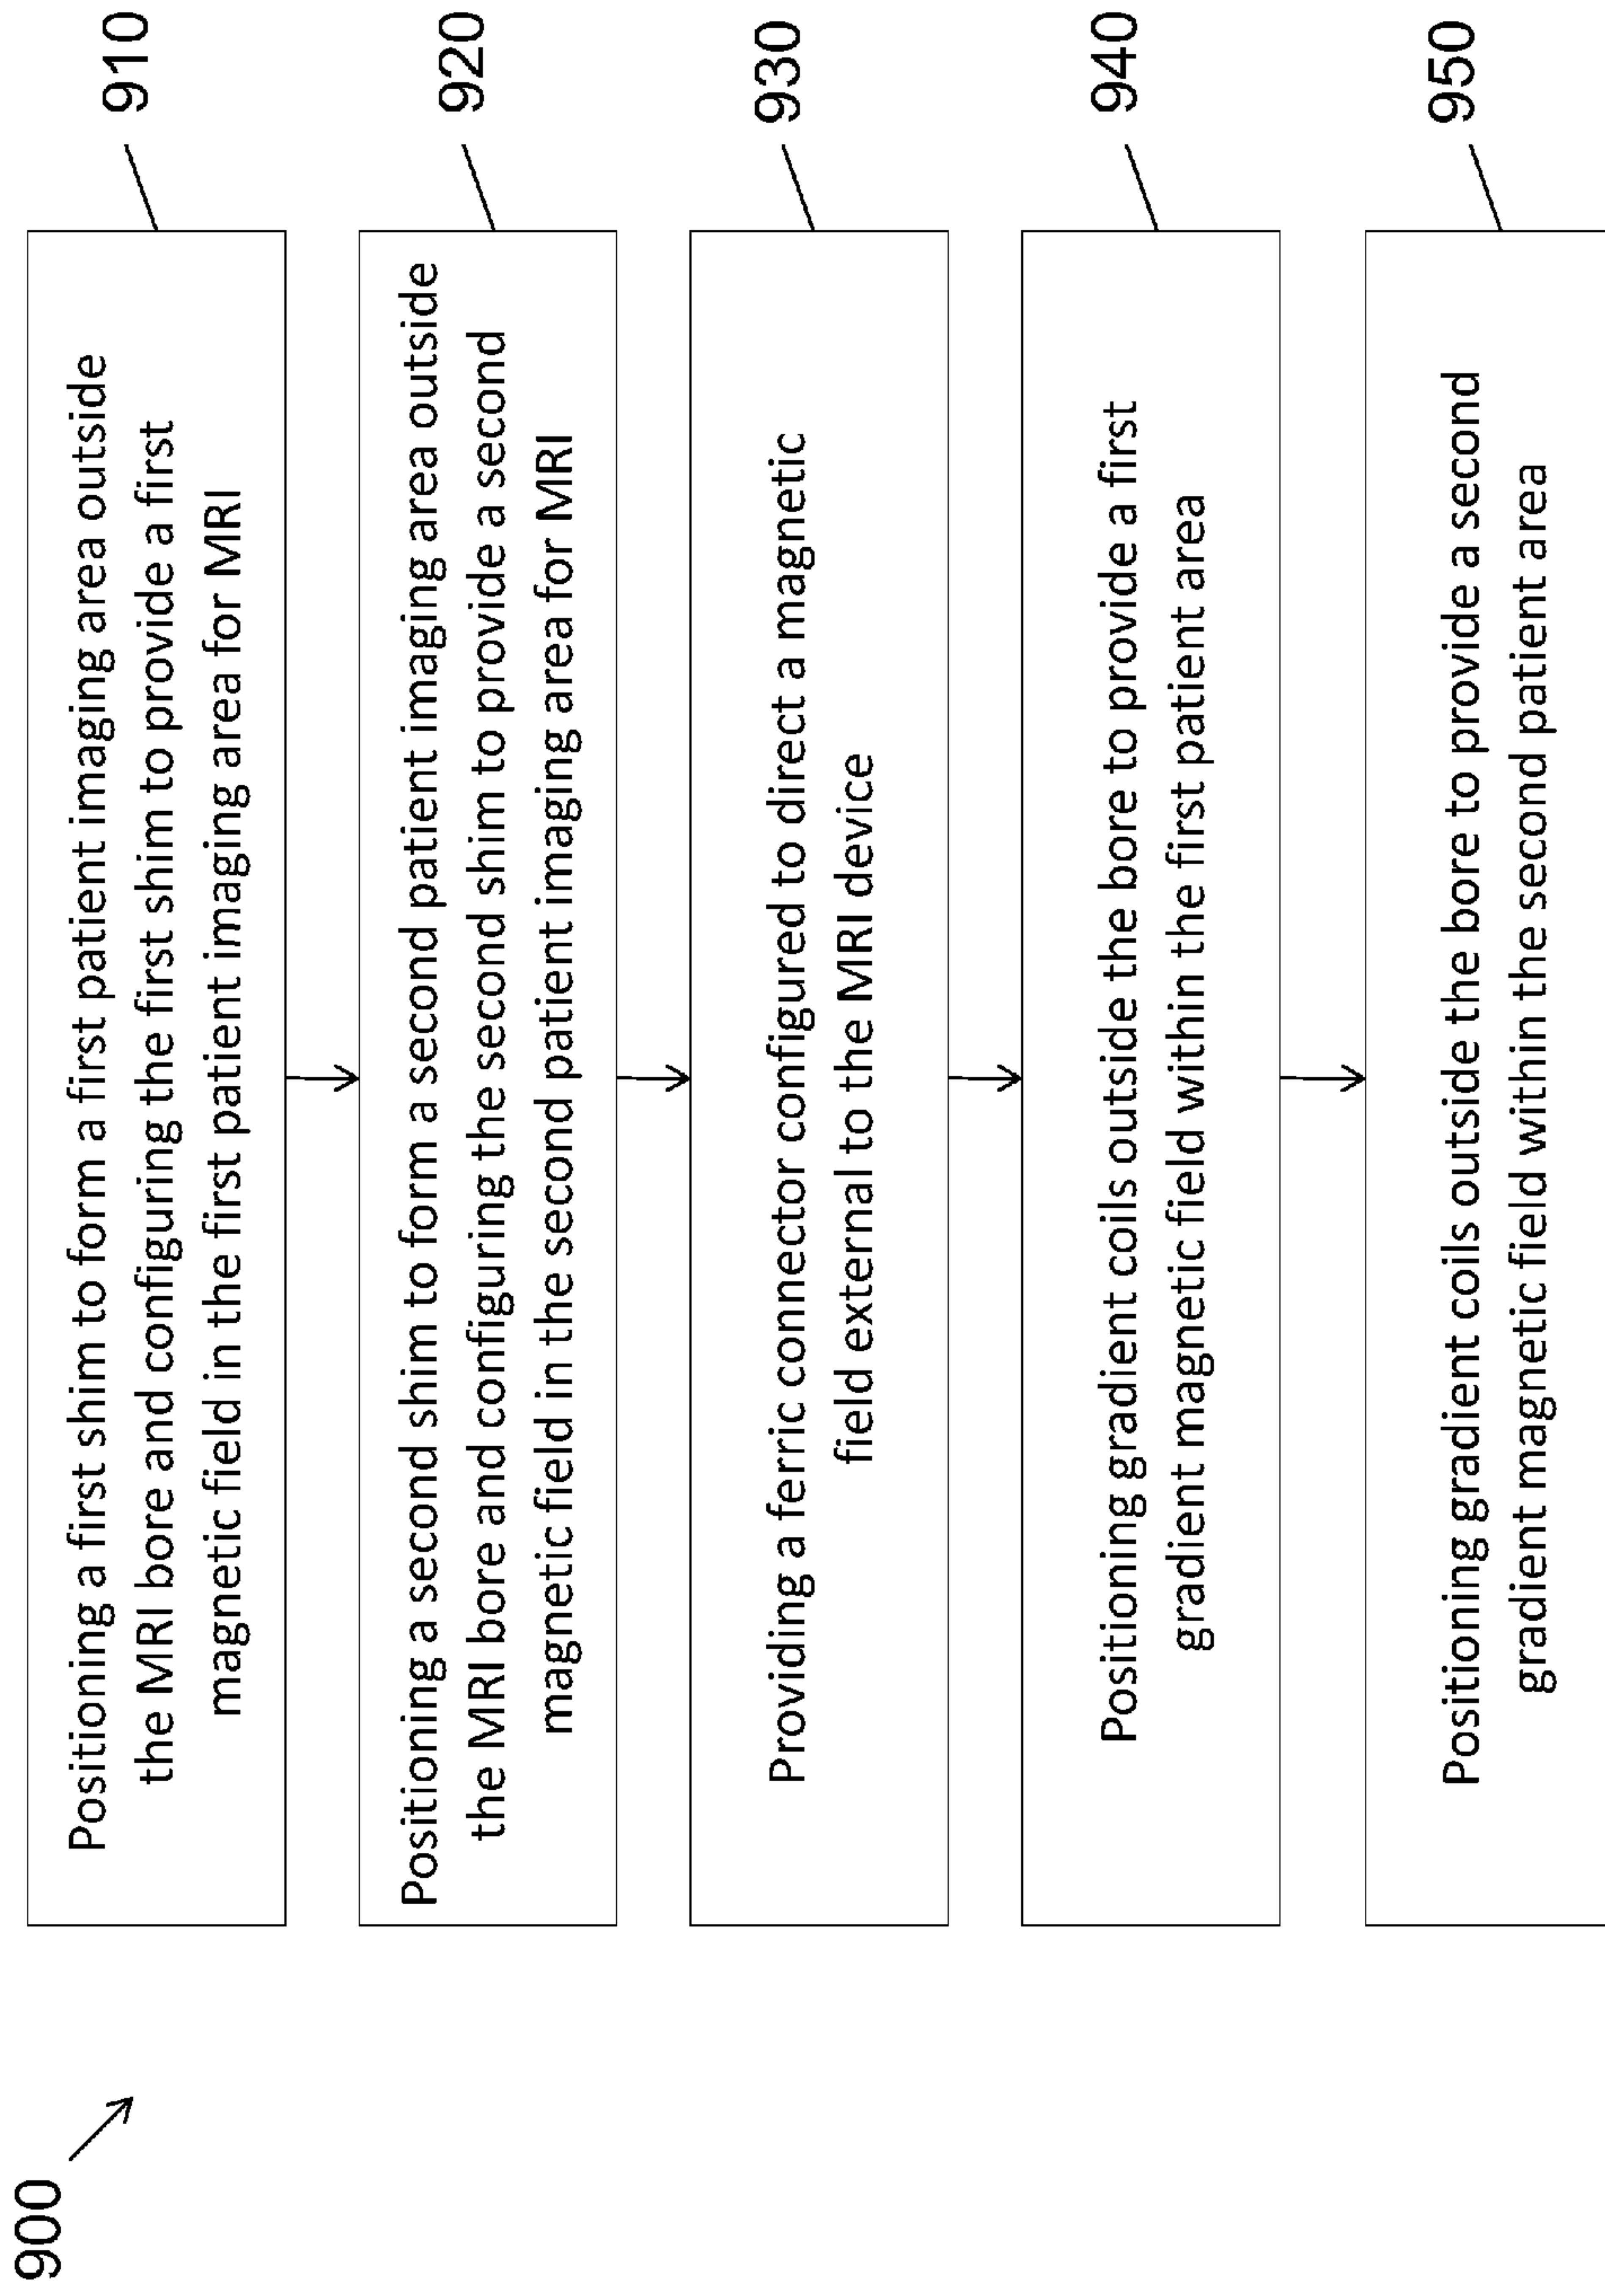 900
Positioning a first shim to form a first patient imaging area outside
the MRI bore and configuring the first shim to provide a first
magnetic field in the first patient imaging area for MRI
910
Positioning a second shim to form a second patient imaging area outside
the MRI bore and configuring the second shim to provide a second
magnetic field in the second patient imaging area for MRI
920
Providing a ferric connector configured to direct a magnetic
field external to the MRI device
930
Positioning gradient coils outside the bore to provide a first
gradient magnetic field within the first patient area
940
Positioning gradient coils outside the bore to provide a second
gradient magnetic field within the second patient area
950